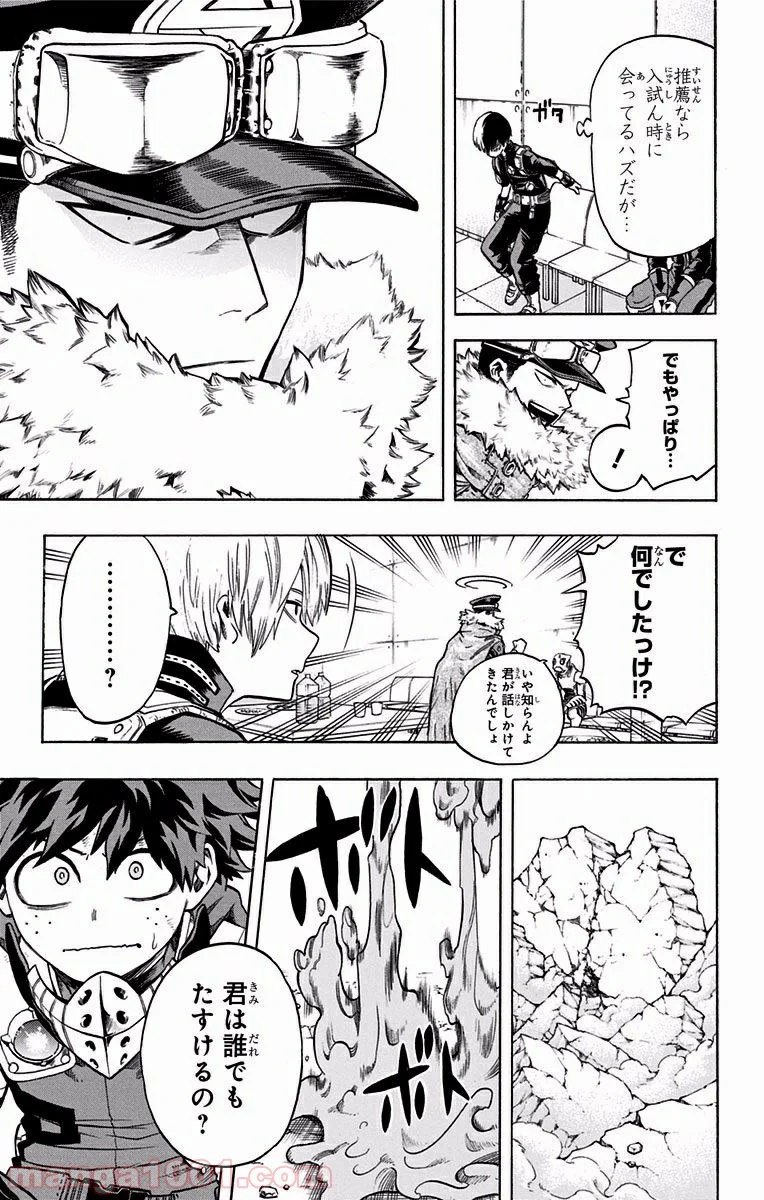 推薦なら
入試ん時に
会ってるハズだが…
ガタ
でもやっぱり…
！
で
何でしたっけ!?
いや知らんよ
君が話しかけて
きたんでしょ
…………？
ボト
ボト
君は誰でも
たすけるの？
manga1001.com